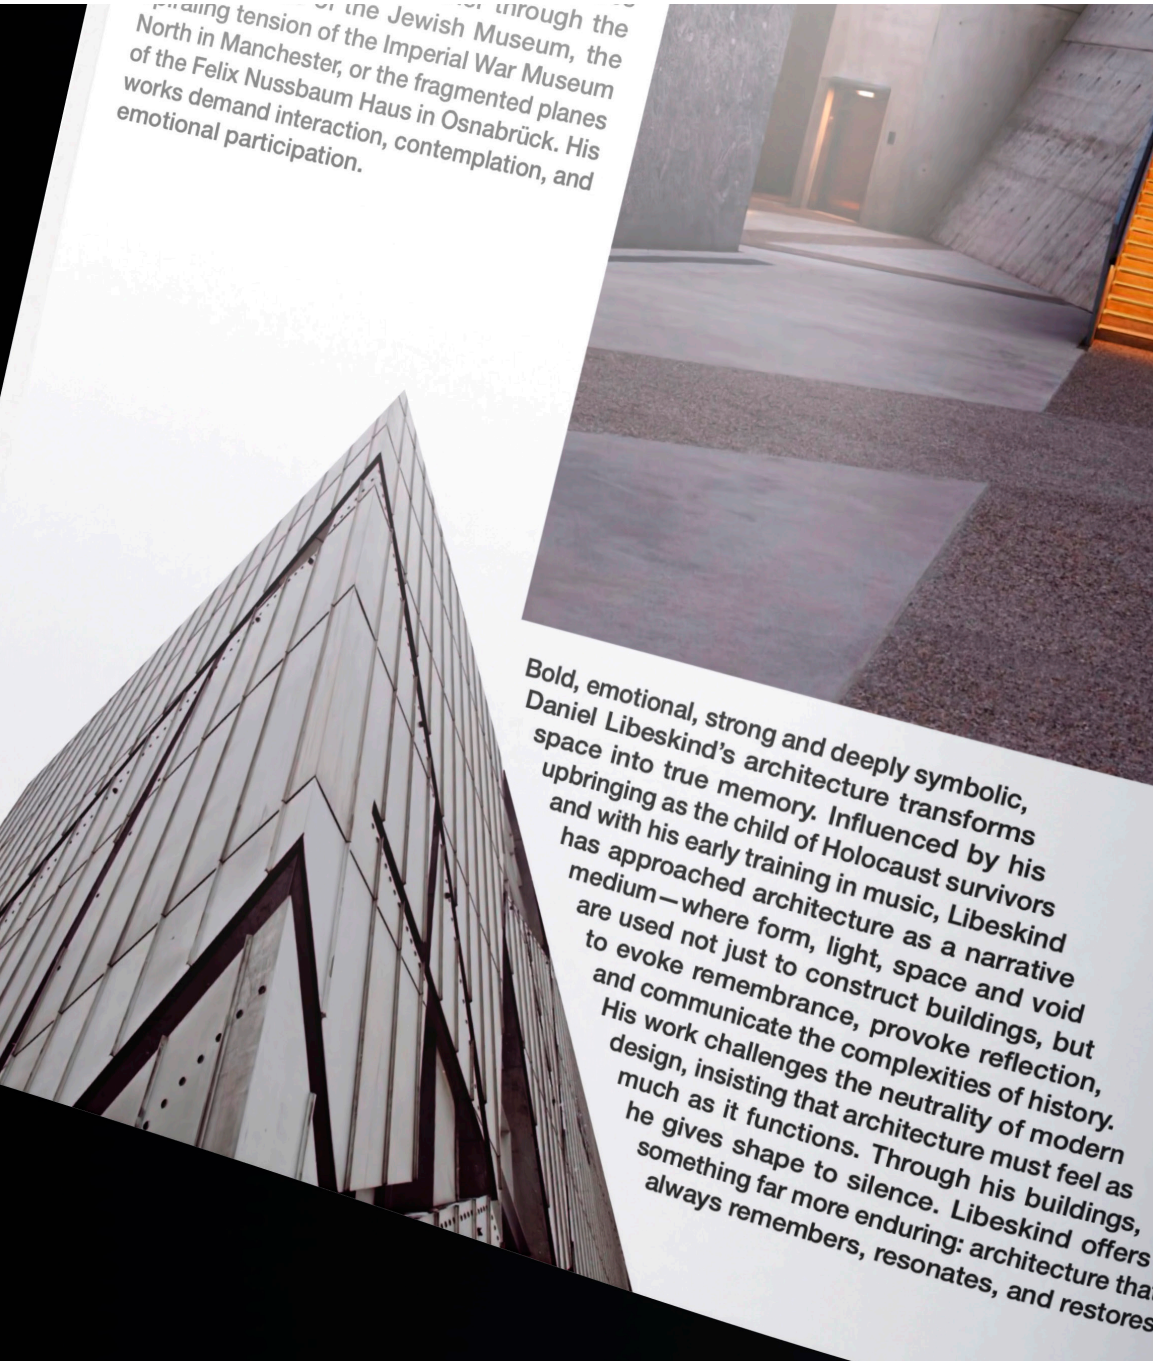 through the
of the Jewish Museum, the
tension of the Imperial War Museum
North in Manchester, or the fragmented planes
of the Felix Nussbaum Haus in Osnabrück. His
works demand interaction, contemplation, and
emotional participation.
Bold, emotional, strong and deeply symbolic,
Daniel Libeskind’s architecture transforms
space into true memory. Influenced by his
upbringing as the child of Holocaust survivors
and with his early training in music, Libeskind
has approached architecture as a narrative
medium—where form, light, space and void
are used not just to construct buildings, but
to evoke remembrance, provoke reflection,
and communicate the complexities of history.
His work challenges the neutrality of modern
design, insisting that architecture must feel as
much as it functions. Through his buildings,
he gives shape to silence. Libeskind offers
something far more enduring: architecture that
always remembers, resonates, and restores